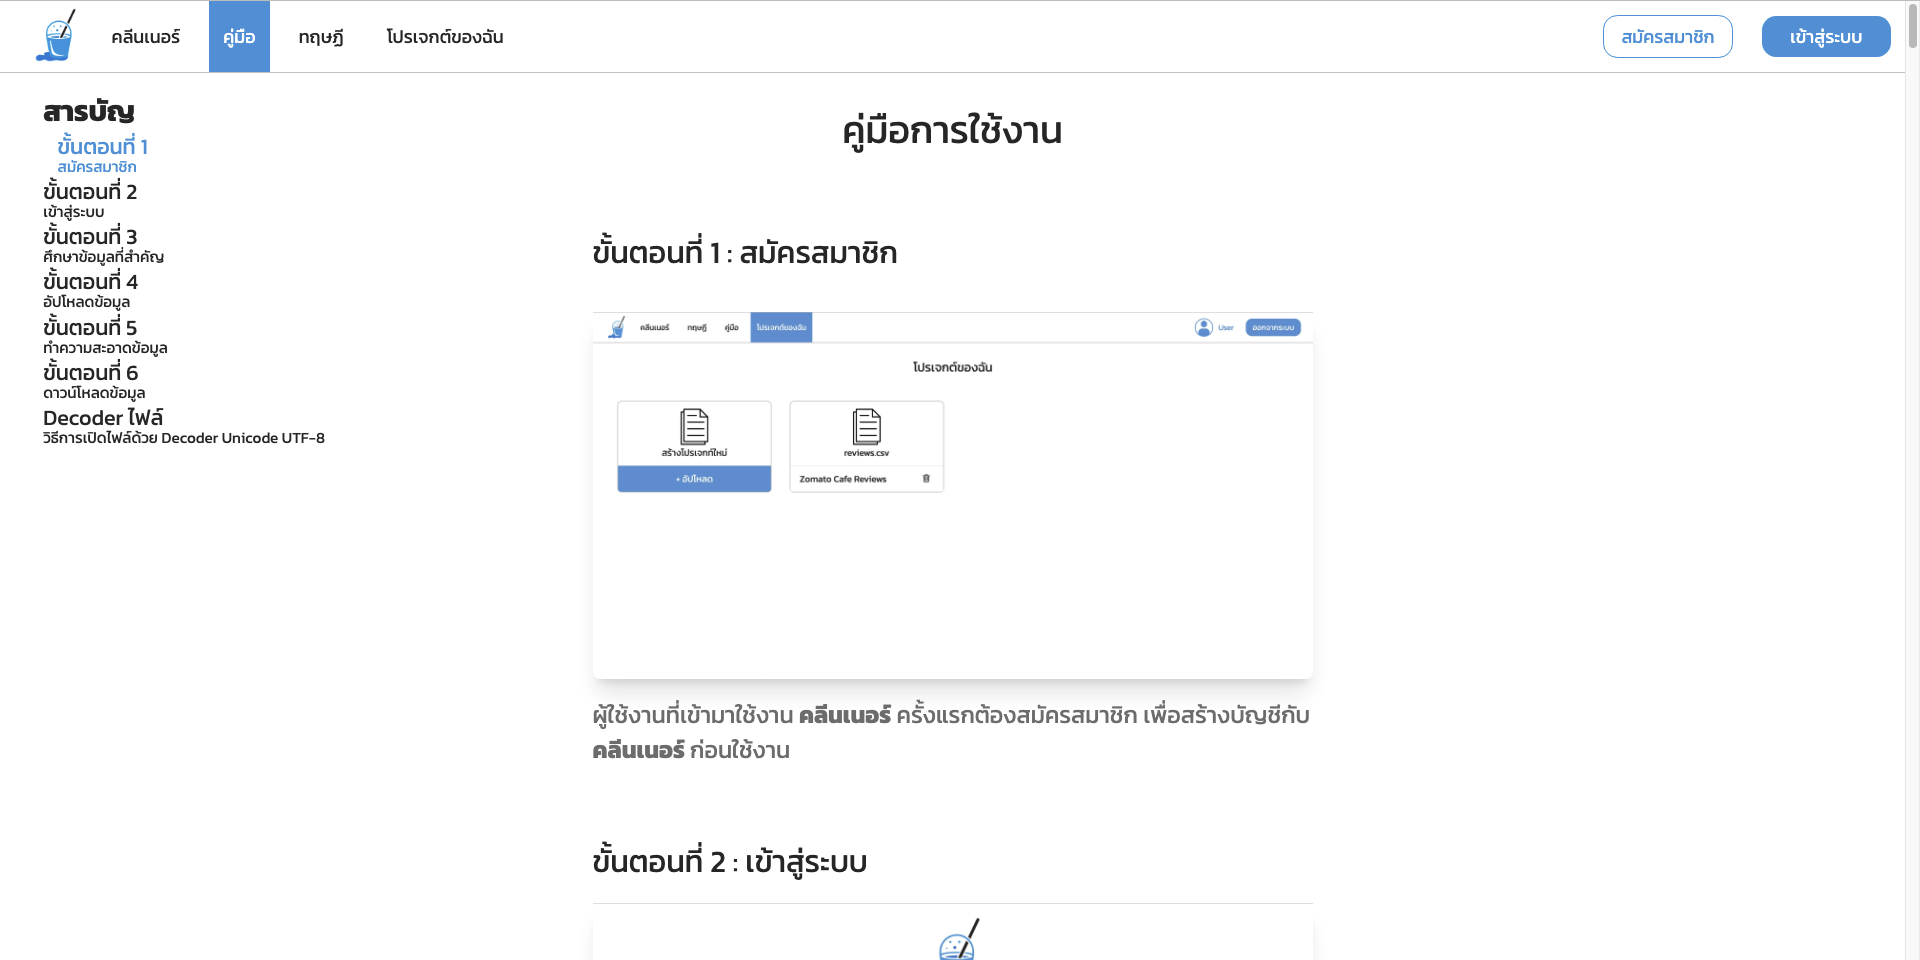 คลีนเนอร์
คู่มือ
ทฤษฎี
โปรเจกต์ของฉัน
สมัครสมาชิก
เข้าสู่ระบบ
สารบัญ
ขั้นตอนที่ 1
สมัครสมาชิก
ขั้นตอนที่ 2
เข้าสู่ระบบ
ขั้นตอนที่ 3
ศึกษาข้อมูลที่สำคัญ
ขั้นตอนที่ 4
อัปโหลดข้อมูล
ขั้นตอนที่ 5
ทำความสะอาดข้อมูล
ขั้นตอนที่ 6
ดาวน์โหลดข้อมูล
Decoder ไฟล์
วิธีการเปิดไฟล์ด้วย Decoder Unicode UTF-8
คู่มือการใช้งาน
ขั้นตอนที่ 1 : สมัครสมาชิก
คลีนเนอร์
ทฤษฎี
คู่มือ
โปรเจกต์ของฉัน
User
ออกจากระบบ
โปรเจกต์ของฉัน
สร้างโปรเจกท์ใหม่
+ อัปโหลด
reviews.csv
Zomato Cafe Reviews
ผู้ใช้งานที่เข้ามาใช้งาน คลีนเนอร์ ครั้งแรกต้องสมัครสมาชิก เพื่อสร้างบัญชีกับ
คลีนเนอร์ ก่อนใช้งาน
ขั้นตอนที่ 2 : เข้าสู่ระบบ